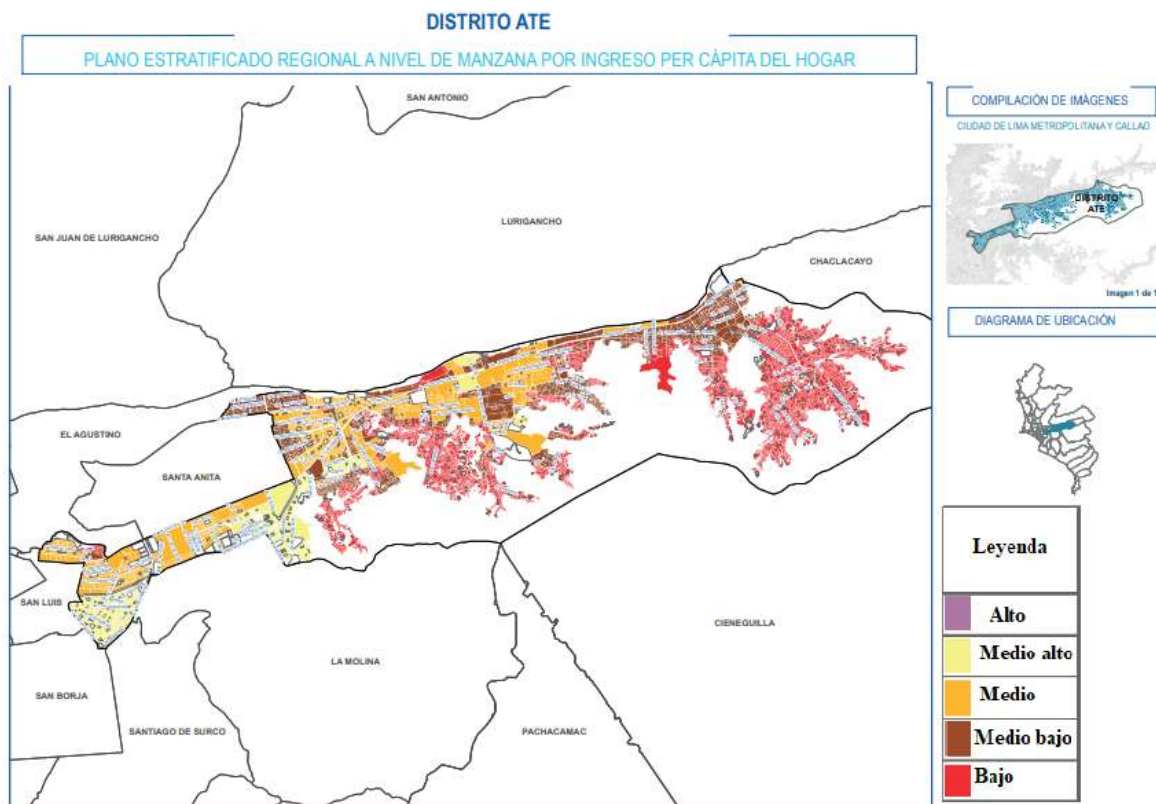 DISTRITO ATE
PLANO ESTRATIFICADO REGIONAL A NIVEL DE MANZANA POR INGRESO PER CÀPITA DEL HOGAR
SAN ANTONIO
LURIGANCHO
SAN JUAN DE LURIGANCHO
CHACLACAYO
EL AGUSTINO
SANTA ANITA
SAN LUIS
CIENEGUILLA
LA MOLINA
SAN BORJA
SANTIAGO DE SURCO
PACHACAMAC
COMPILACIÓN DE IMÀGENES
CIUDAD DE LIMA METROPOLITANA Y CALLAO
DISTRITO
ATE
Imagen 1 de 1
DIAGRAMA DE UBICACIÓN
Leyenda
Alto
Medio alto
Medio
Medio bajo
Bajo